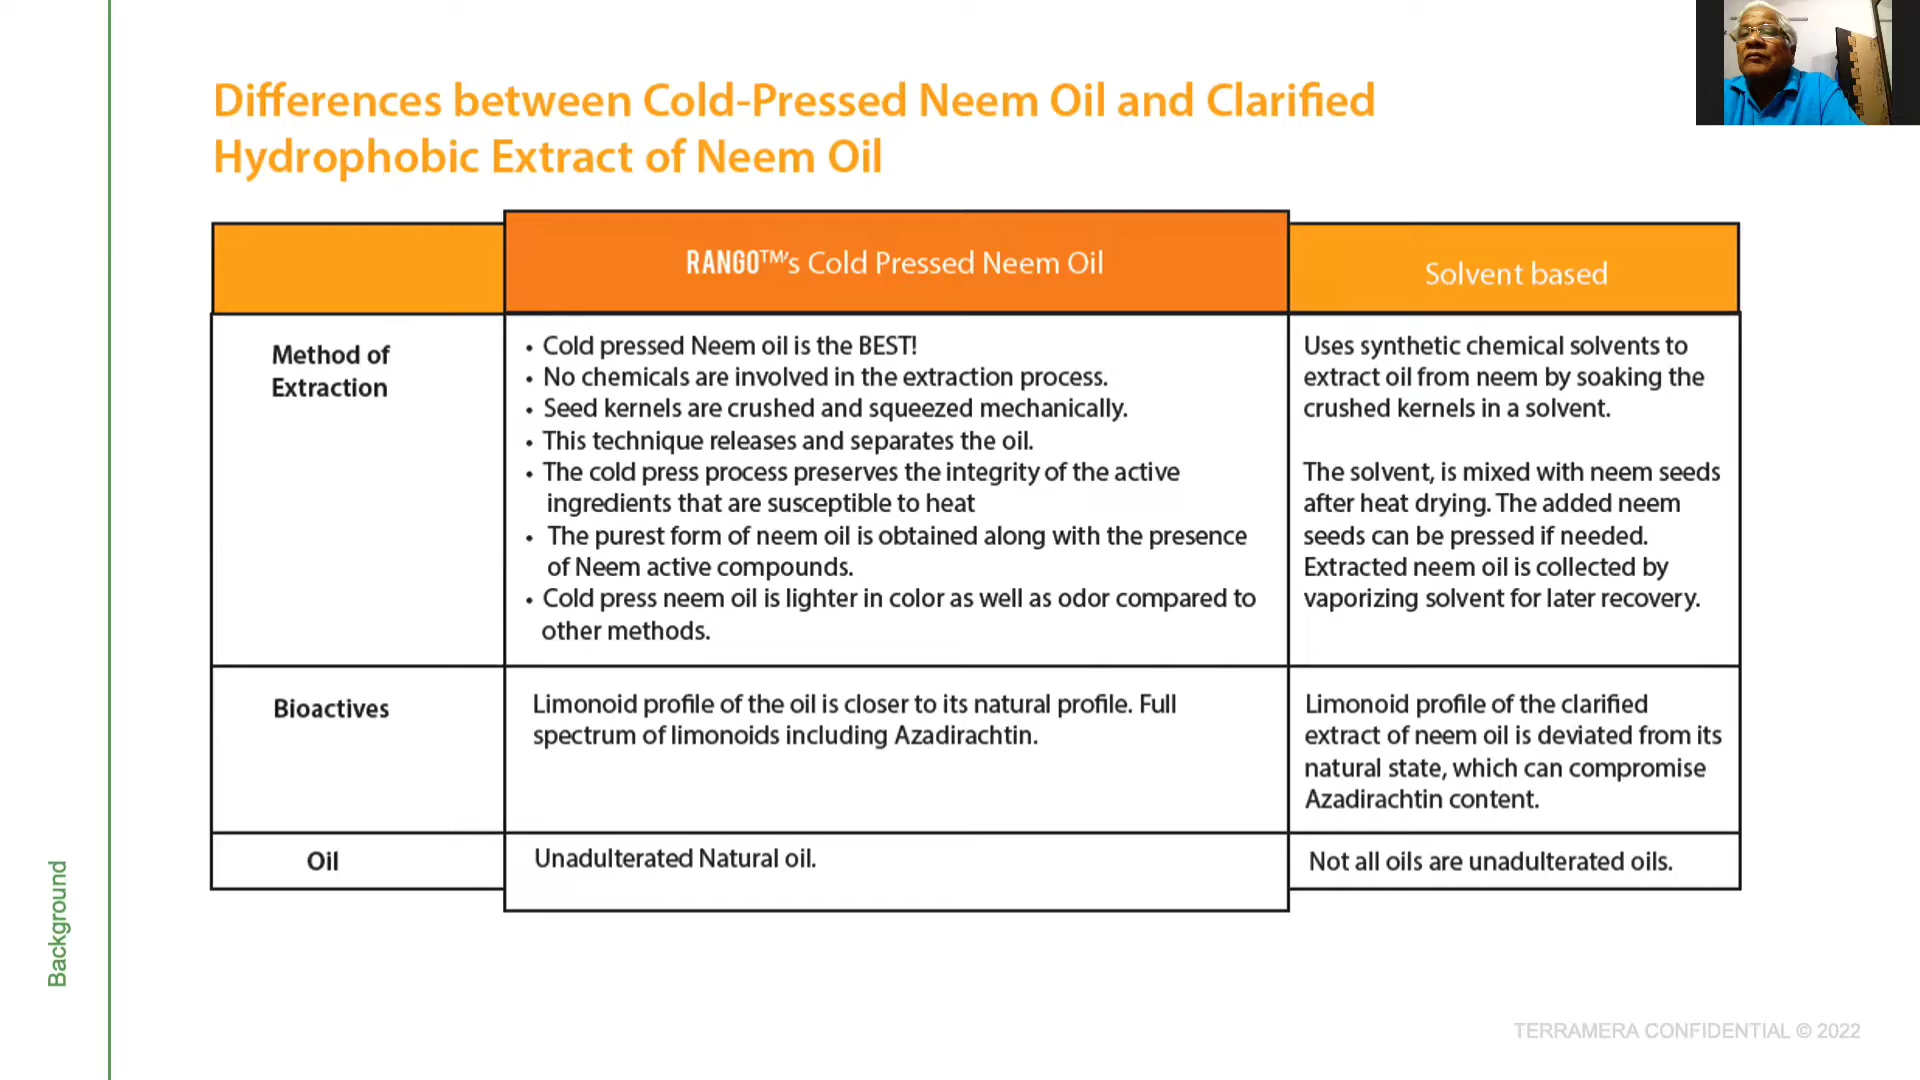 Differences between Cold-Pressed Neem Oil and Clarified
Hydrophobic Extract of Neem Oil
RANGO™'s Cold Pressed Neem Oil
Solvent based
Method of
Extraction
• Cold pressed Neem oil is the BEST!
• No chemicals are involved in the extraction process.
• Seed kernels are crushed and squeezed mechanically.
• This technique releases and separates the oil.
• The cold press process preserves the integrity of the active
ingredients that are susceptible to heat
• The purest form of neem oil is obtained along with the presence
of Neem active compounds.
• Cold press neem oil is lighter in color as well as odor compared to
other methods.
Uses synthetic chemical solvents to
extract oil from neem by soaking the
crushed kernels in a solvent.
The solvent, is mixed with neem seeds
after heat drying. The added neem
seeds can be pressed if needed.
Extracted neem oil is collected by
vaporizing solvent for later recovery.
Bioactives
Limonoid profile of the oil is closer to its natural profile. Full
spectrum of limonoids including Azadirachtin.
Limonoid profile of the clarified
extract of neem oil is deviated from its
natural state, which can compromise
Azadirachtin content.
Oil
Unadulterated Natural oil.
Not all oils are unadulterated oils.
Background
TERRAMERA CONFIDENTIAL © 2022